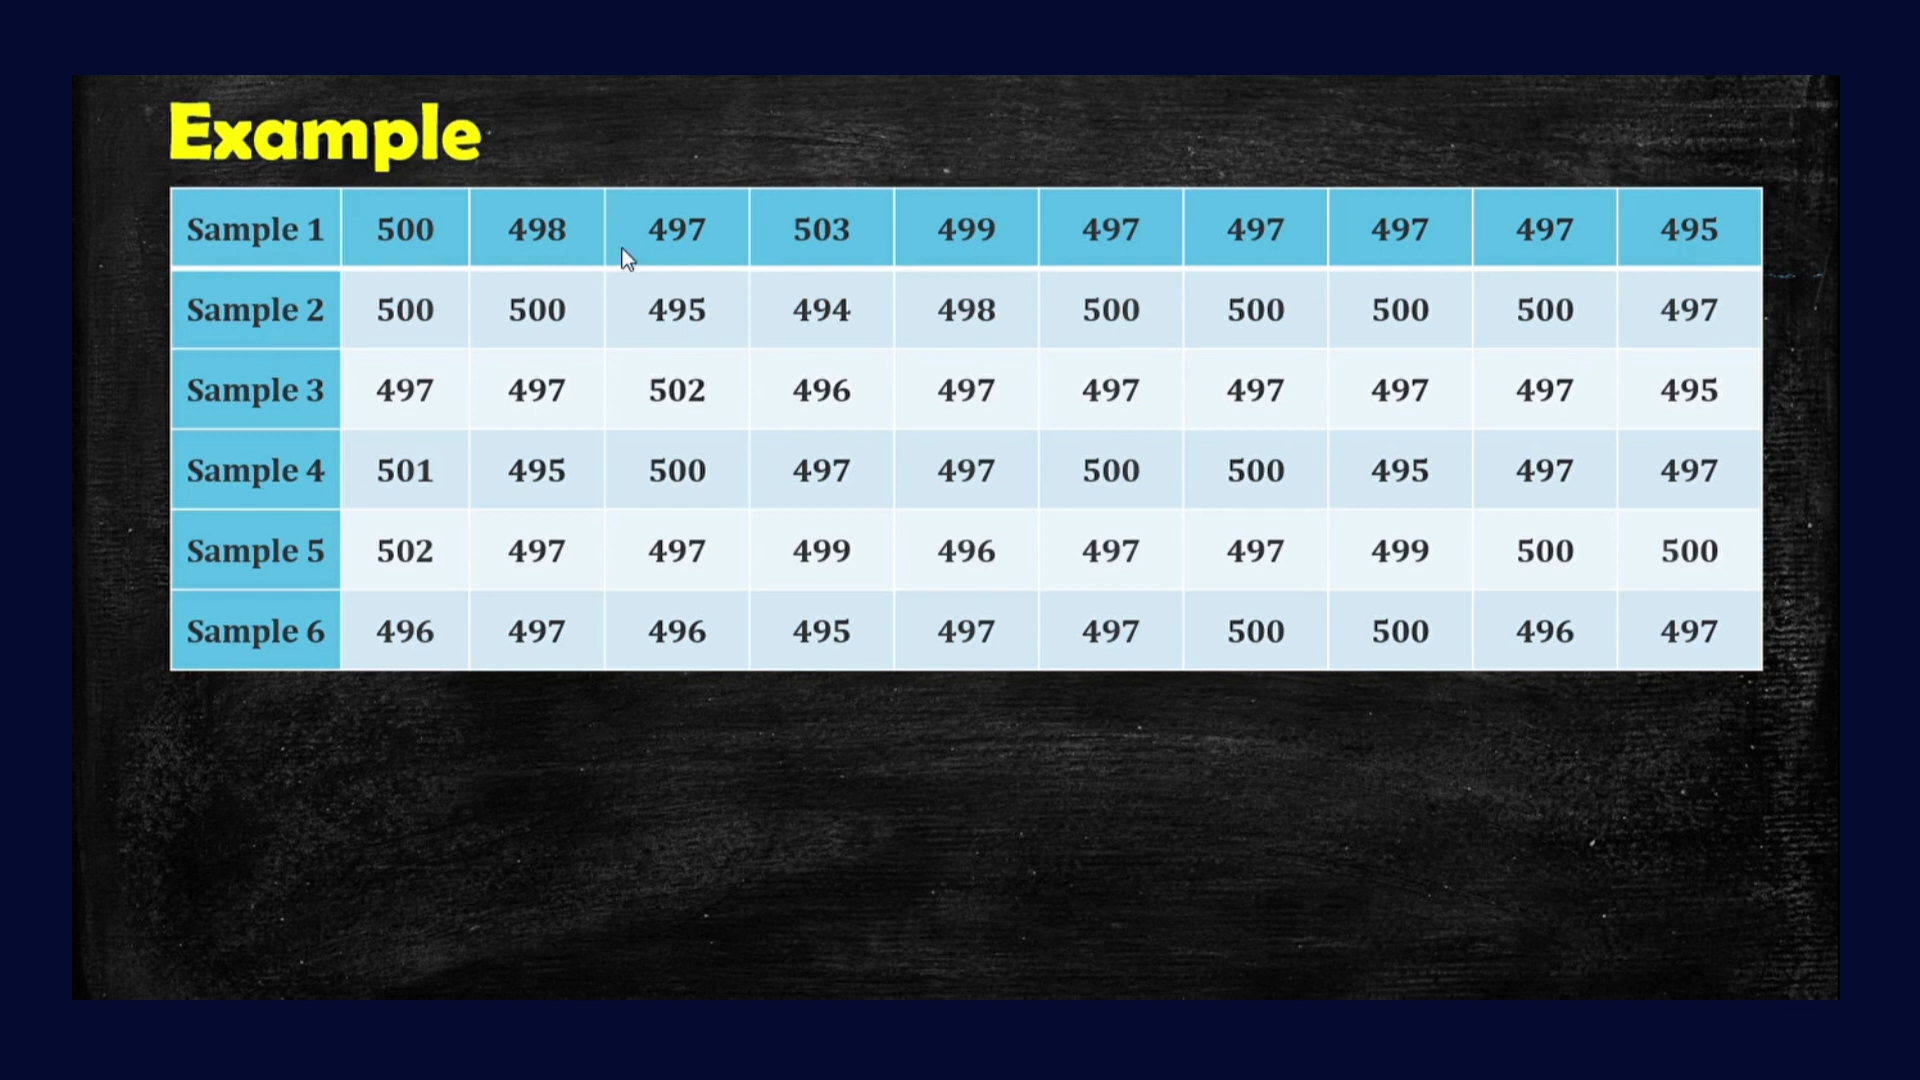 Example
Sample 1 500 498 497 503 499 497 497 497 497 495
Sample 2 500 500 495 494 498 500 500 500 500 497
Sample 3 497 497 502 496 497 497 497 497 497 495
Sample 4 501 495 500 497 497 500 500 495 497 497
Sample 5 502 497 497 499 496 497 497 499 500 500
Sample 6 496 497 496 495 497 497 500 500 496 497